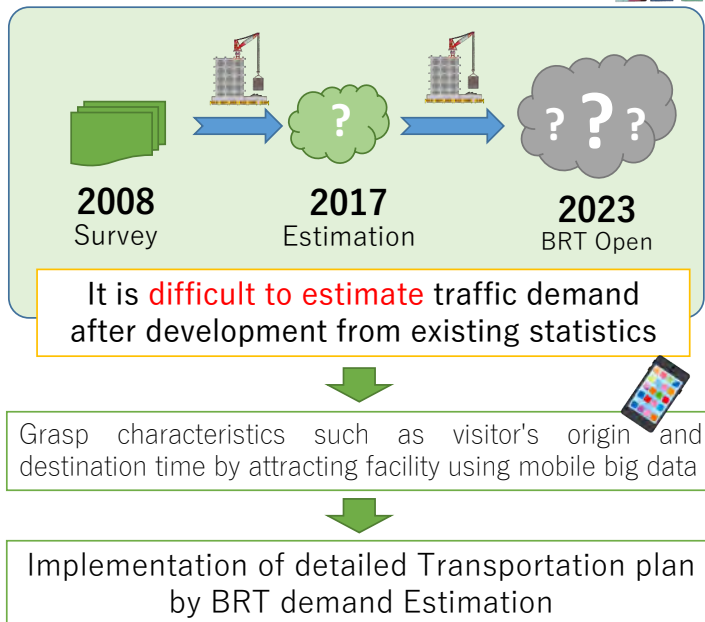 ?
? ? ?
2008
Survey
2017
Estimation
2023
BRT Open
It is difficult to estimate traffic demand
after development from existing statistics
Grasp characteristics such as visitor's origin and
destination time by attracting facility using mobile big data
Implementation of detailed Transportation plan
by BRT demand Estimation